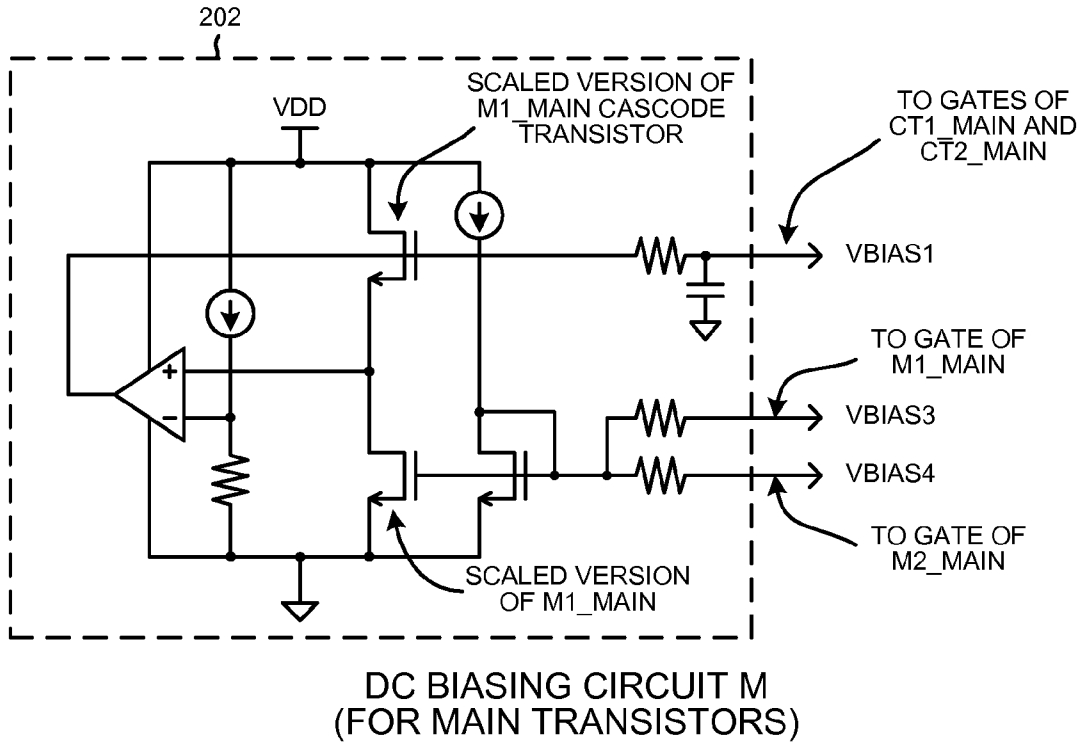 202
SCALED VERSION OF
M1_MAIN CASCODE
TRANSISTOR
VDD
TO GATES OF
CT1_MAIN AND
CT2_MAIN
VBIAS1
TO GATE OF
M1_MAIN
+
−
VBIAS3
VBIAS4
TO GATE OF
M2_MAIN
SCALED VERSION
OF M1_MAIN
DC BIASING CIRCUIT M
(FOR MAIN TRANSISTORS)